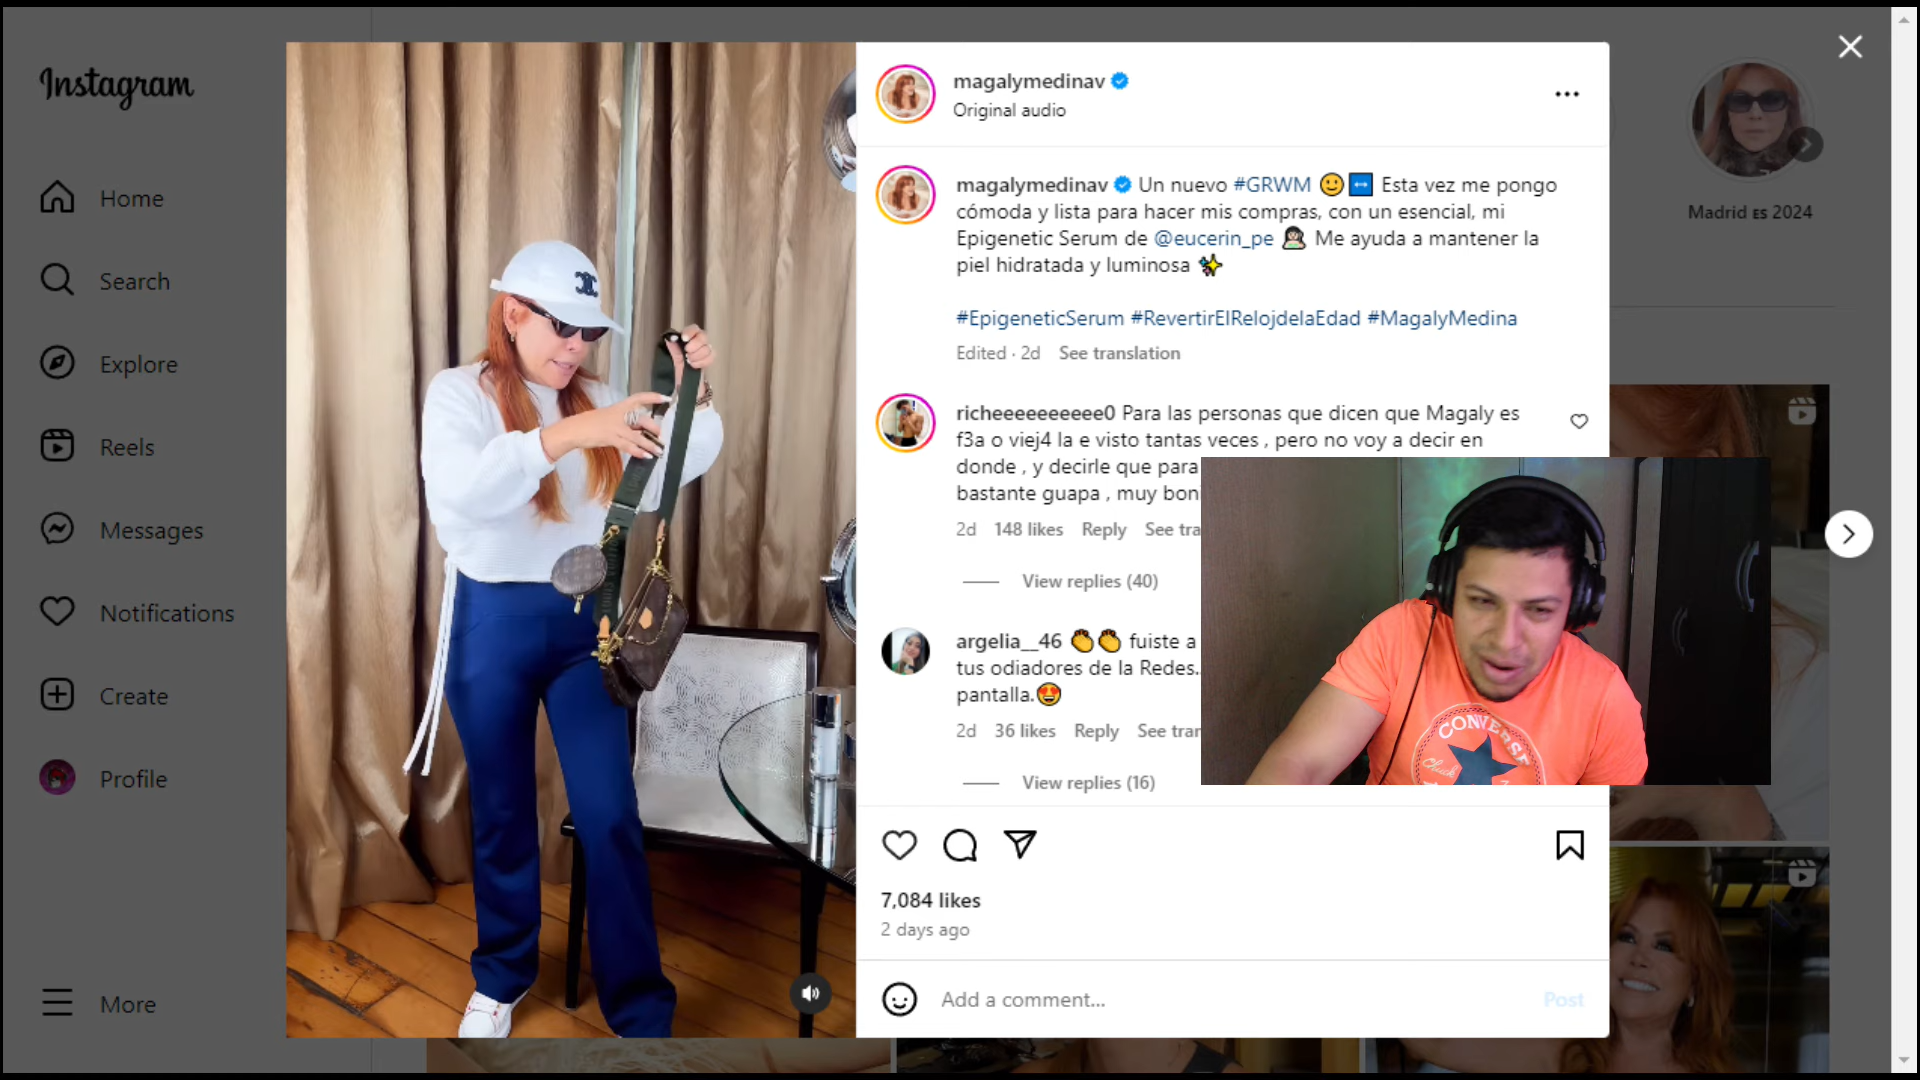 Instagram
Home
Search
Explore
Reels
Messages
Notifications
Create
Profile
More
magalymedinav
Original audio
magalymedinav Un nuevo #GRWM 🙂↔️ Esta vez me pongo
cómoda y lista para hacer mis compras, con un esencial, mi
Epigenetic Serum de @eucerin_pe 🧖🏻‍♀️ Me ayuda a mantener la
piel hidratada y luminosa ✨
#EpigeneticSerum #RevertirElRelojdelaEdad #MagalyMedina
Edited · 2d See translation
richeeeeeeeeee0 Para las personas que dicen que Magaly es
f3a o viej4 la e visto tantas veces , pero no voy a decir en
donde , y decirle que para
bastante guapa , muy bon
2d 148 likes Reply See tra
View replies (40)
argelia__46 👏👏 fuiste a
tus odiadores de la Redes..
pantalla.😍
2d 36 likes Reply See tran
View replies (16)
7,084 likes
2 days ago
Add a comment...
Post
Madrid ES 2024
CONVERSE
Chuck